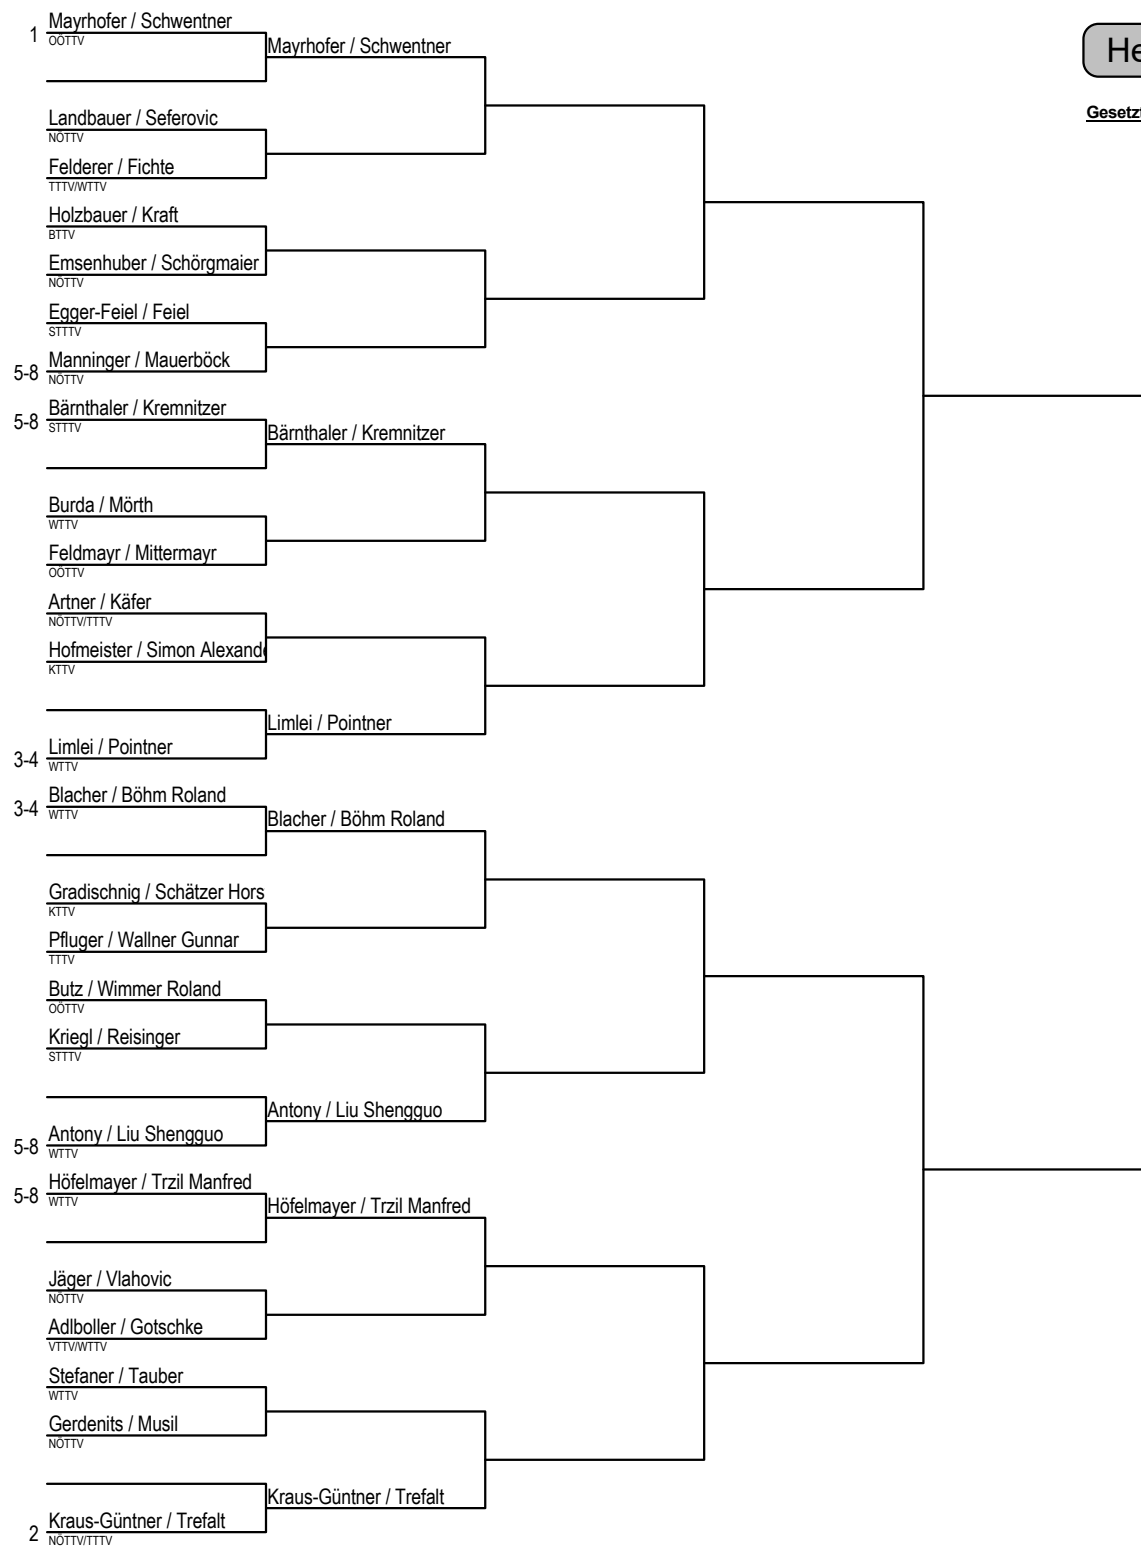 Mayrhofer / Schwentner
1
OÖTTV
Mayrhofer / Schwentner
Landbauer / Seferovic
NÖTTV
Felderer / Fichte
TTTV/WTTV
Holzbauer / Kraft
BTTV
Emsenhuber / Schörgmaier
NÖTTV
Egger-Feiel / Feiel
STTTV
Manninger / Mauerböck
5-8
NÖTTV
Bärnthaler / Kremnitzer
5-8
STTTV
Bärnthaler / Kremnitzer
Burda / Mörth
WTTV
Feldmayr / Mittermayr
OÖTTV
Artner / Käfer
NÖTTV/TTTV
Hofmeister / Simon Alexand
KTTV
Limlei / Pointner
Limlei / Pointner
3-4
WTTV
Blacher / Böhm Roland
3-4
WTTV
Blacher / Böhm Roland
Gradischnig / Schätzer Hors
KTTV
Pfluger / Wallner Gunnar
TTTV
Butz / Wimmer Roland
OÖTTV
Kriegl / Reisinger
STTTV
Antony / Liu Shengguo
Antony / Liu Shengguo
5-8
WTTV
Höfelmayer / Trzil Manfred
5-8
WTTV
Höfelmayer / Trzil Manfred
Jäger / Vlahovic
NÖTTV
Adlboller / Gotschke
VTTV/WTTV
Stefaner / Tauber
WTTV
Gerdenits / Musil
NÖTTV
Kraus-Güntner / Trefalt
Kraus-Güntner / Trefalt
2
NÖTTV/TTTV
He
Gesetz